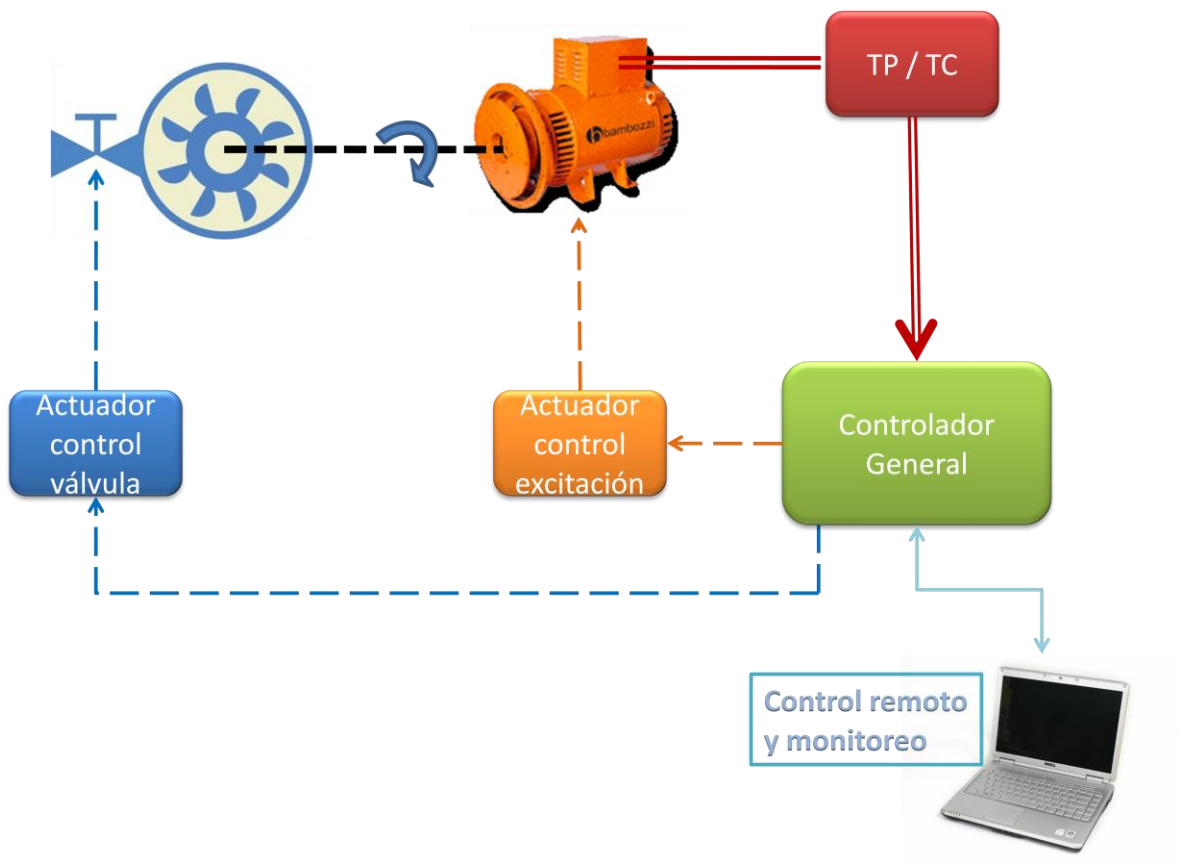 TP / TC
bambozzi
Actuador
control
válvula
Actuador
control
excitación
Controlador
General
Control remoto
y monitoreo
DELL